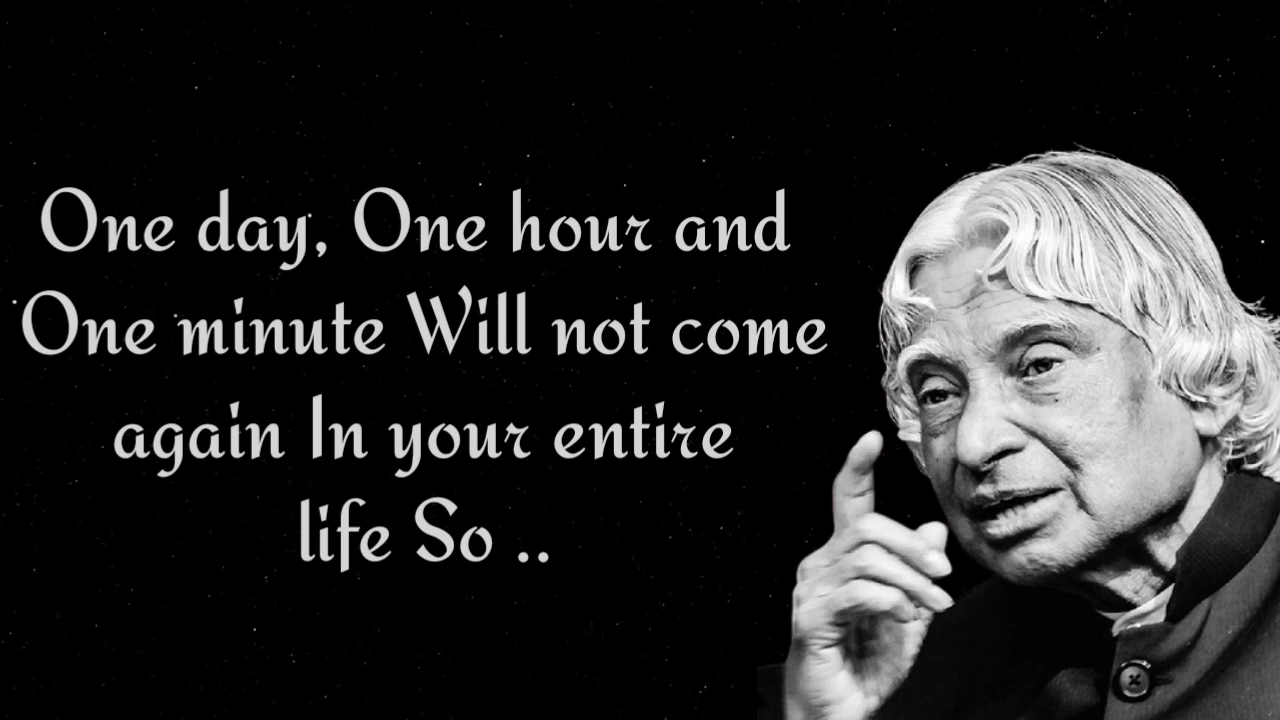 One day, One hour and
One minute Will not come
again In your entire
life So ..